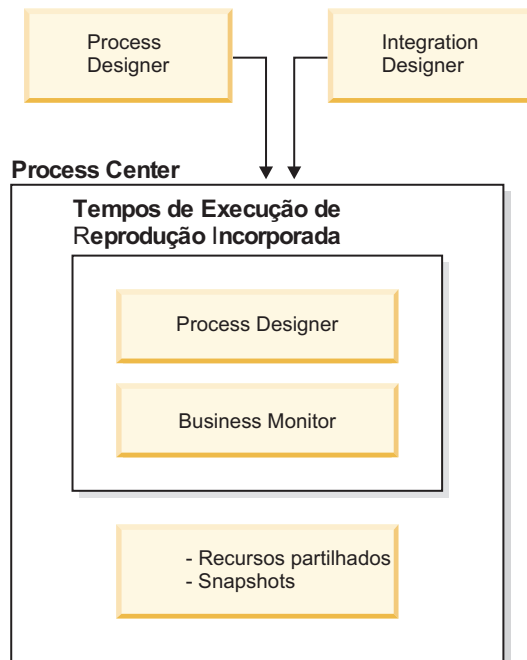 Process
Designer
Integration
Designer
Process Center
Tempos de Execução de
Reprodução Incorporada
Process Designer
Business Monitor
- Recursos partilhados
- Snapshots